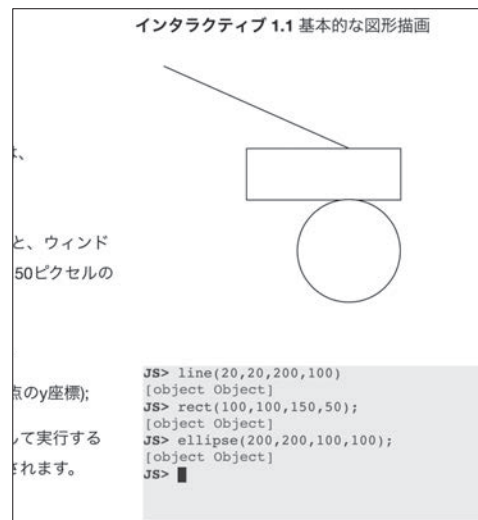 インタラクティブ 1.1 基本的な図形描画
は、
と、ウィンド
50ピクセルの
点のy座標);
して実行する
されます。
JS> line(20,20,200,100)
[object Object]
JS> rect(100,100,150,50);
[object Object]
JS> ellipse(200,200,100,100);
[object Object]
JS>